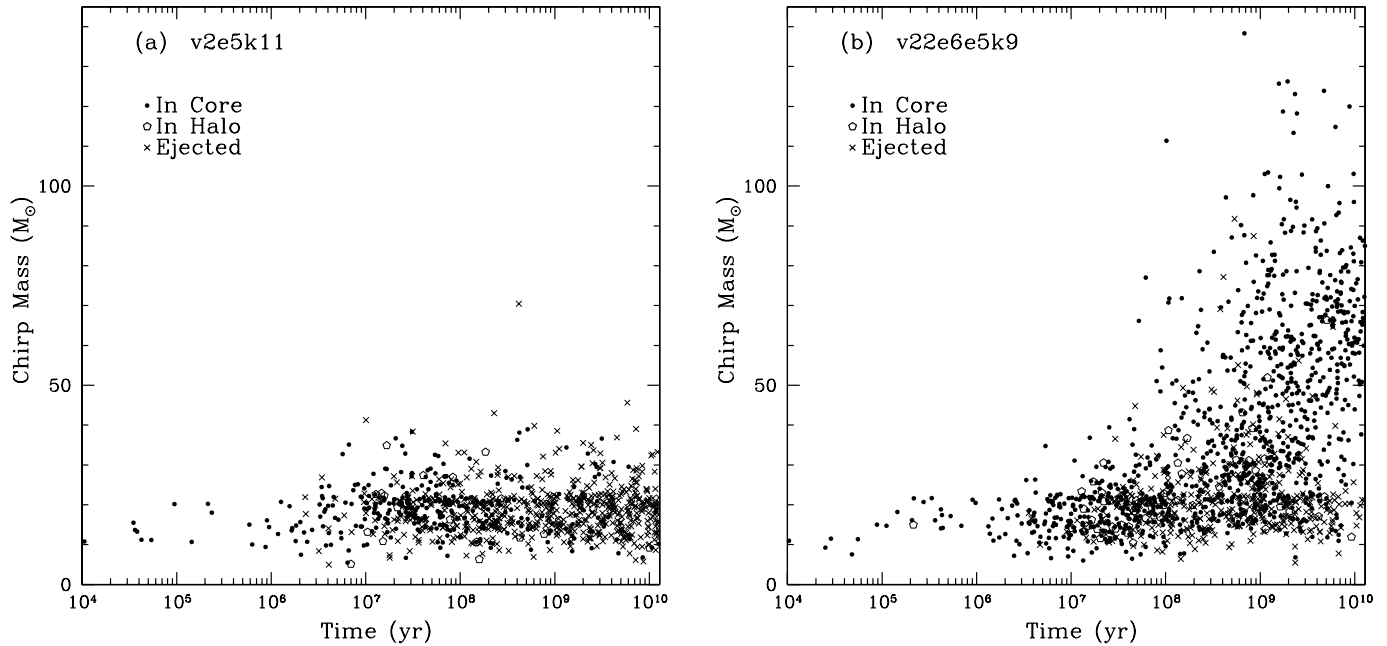 (a) v2e5k11
In Core
In Halo
Ejected
Chirp Mass (M⊙)
100
50
0
10⁴ 10⁵ 10⁶ 10⁷ 10⁸ 10⁹ 10¹⁰
Time (yr)
(b) v22e6e5k9
In Core
In Halo
Ejected
Chirp Mass (M⊙)
100
50
0
10⁴ 10⁵ 10⁶ 10⁷ 10⁸ 10⁹ 10¹⁰
Time (yr)